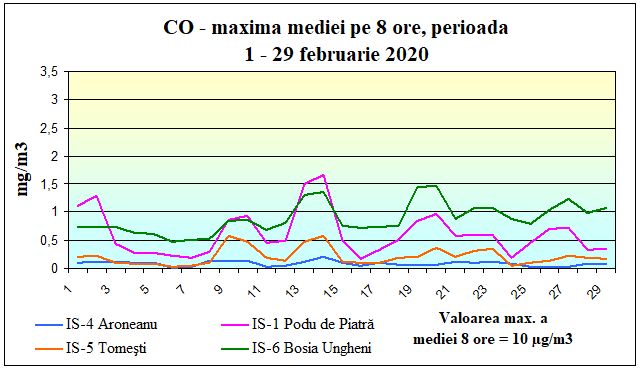 CO - maxima mediei pe 8 ore, perioada
1 - 29 februarie 2020
mg/m3
3,5
3
2,5
2
1,5
1
0,5
0
1
3
5
7
9
11
13
15
17
19
21
23
25
27
29
IS-4 Aroneanu
IS-1 Podu de Piatră
IS-5 Tomeşti
IS-6 Bosia Ungheni
Valoarea max. a
mediei 8 ore = 10 µg/m3